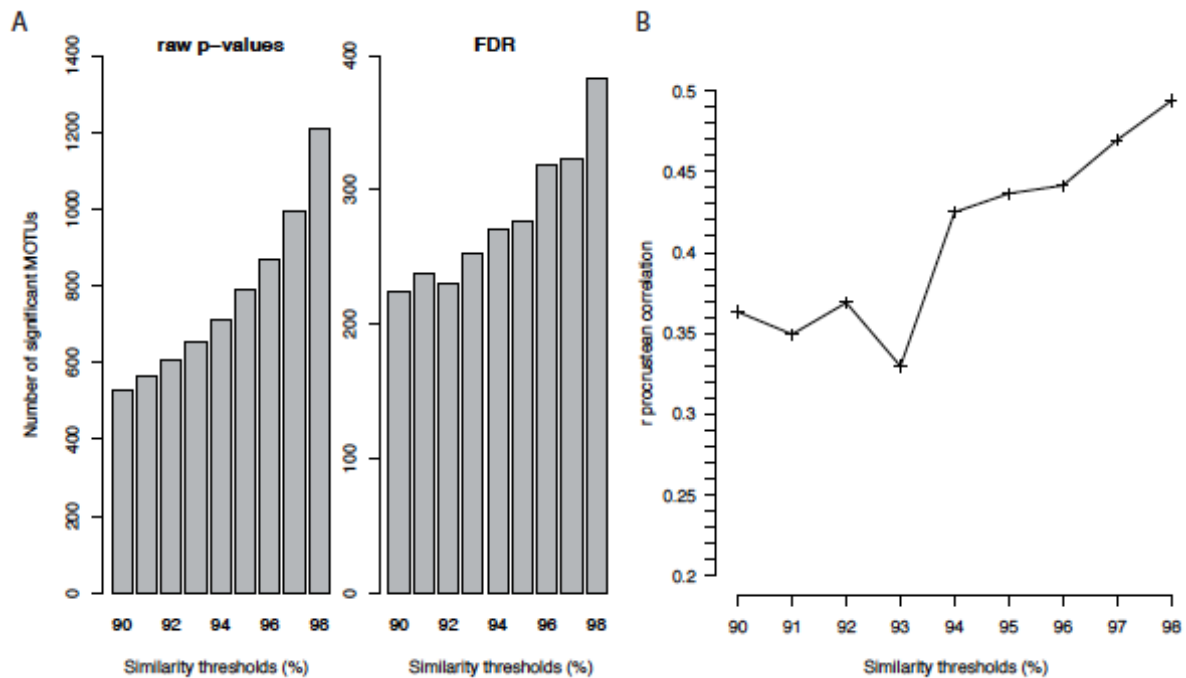 A
raw p-values
FDR
Number of significant MOTUs
0
200
400
600
800
1000
1200
1400
90 92 94 96 98
Similarity thresholds (%)
0
100
200
300
400
90 92 94 96 98
Similarity thresholds (%)
B
r procrustean correlation
0.5
0.45
0.4
0.35
0.3
0.25
0.2
90 91 92 93 94 95 96 97 98
Similarity thresholds (%)